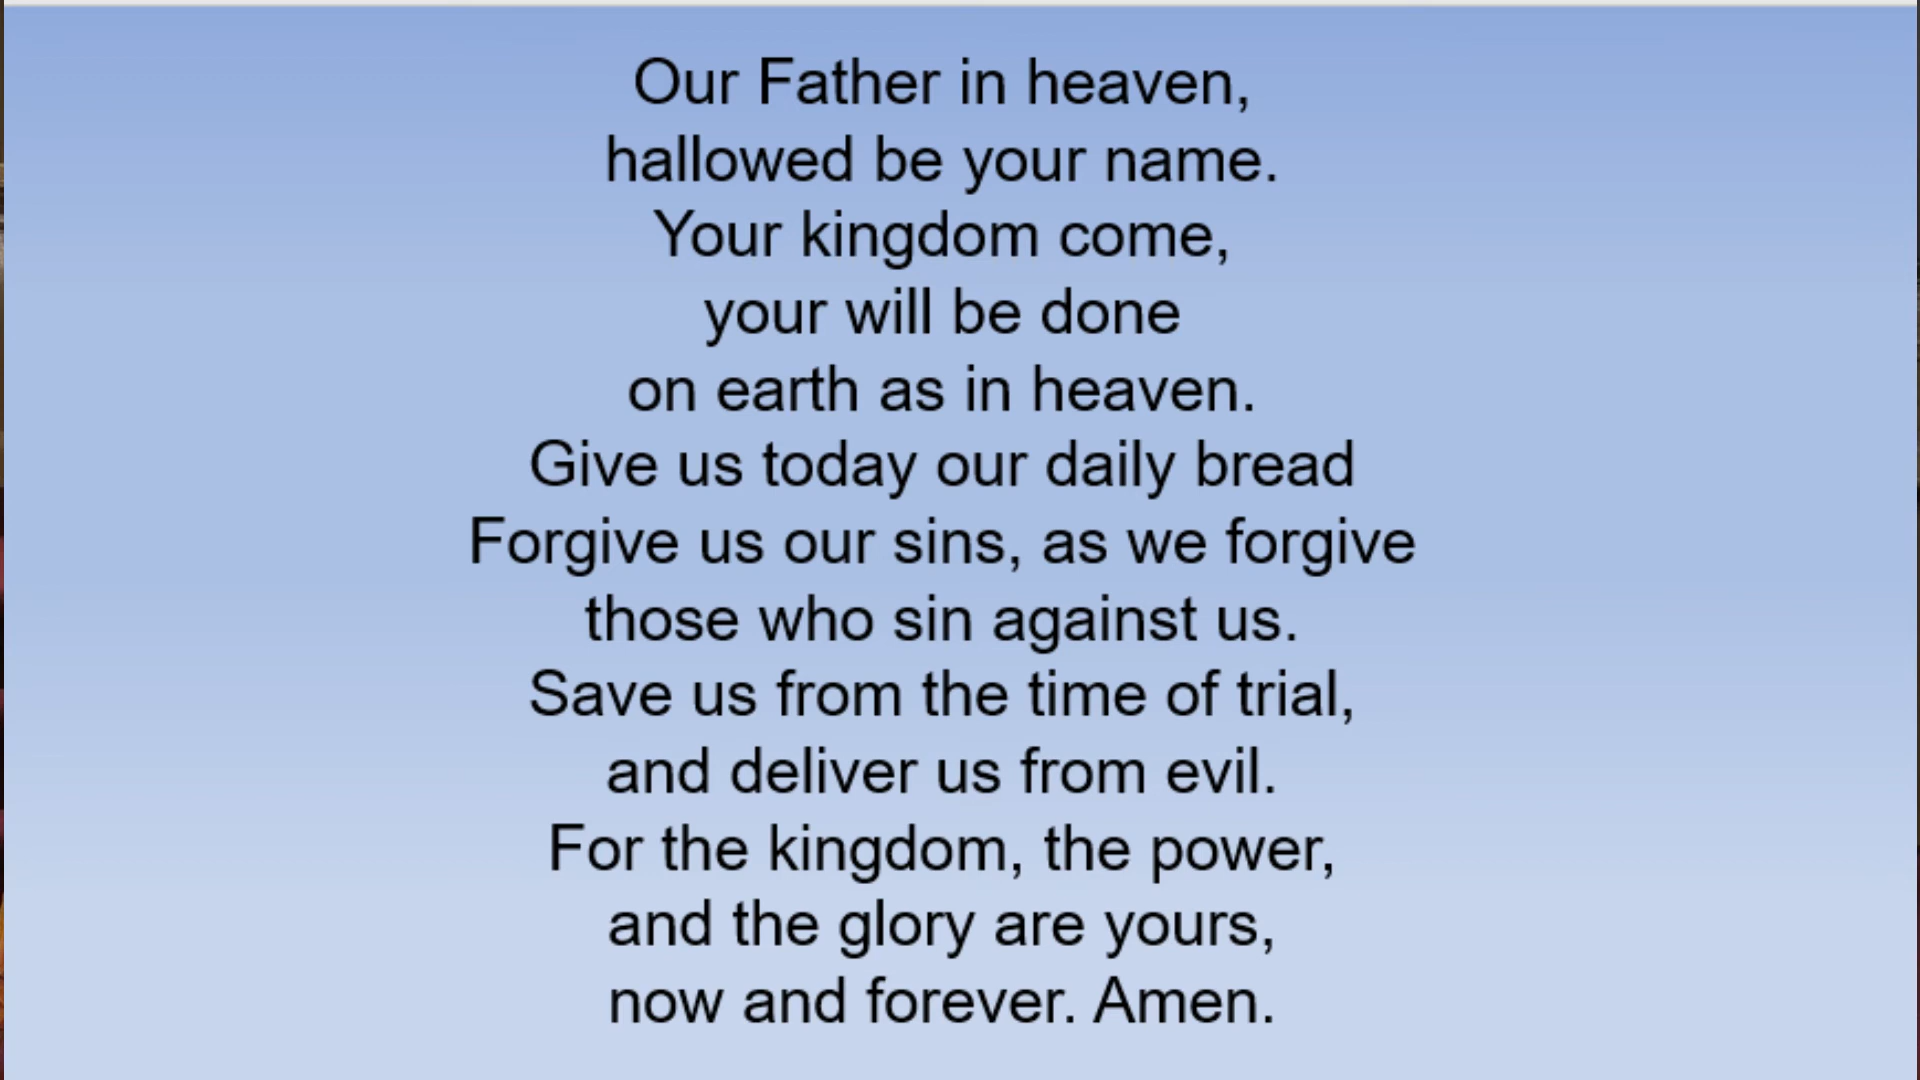 Our Father in heaven,
hallowed be your name.
Your kingdom come,
your will be done
on earth as in heaven.
Give us today our daily bread
Forgive us our sins, as we forgive
those who sin against us.
Save us from the time of trial,
and deliver us from evil.
For the kingdom, the power,
and the glory are yours,
now and forever. Amen.